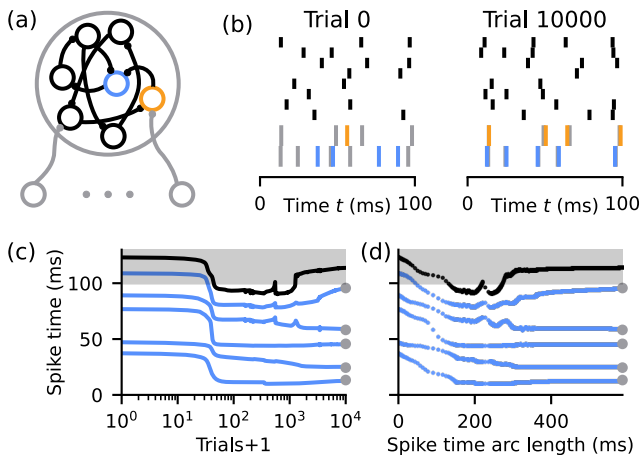 (a)
(b)
Trial 0
Trial 10000
0
100
Time t (ms)
0
100
Time t (ms)
(c)
(d)
Spike time (ms)
100
50
0
10⁰
10¹
10²
10³
10⁴
Trials+1
0
200
400
Spike time arc length (ms)